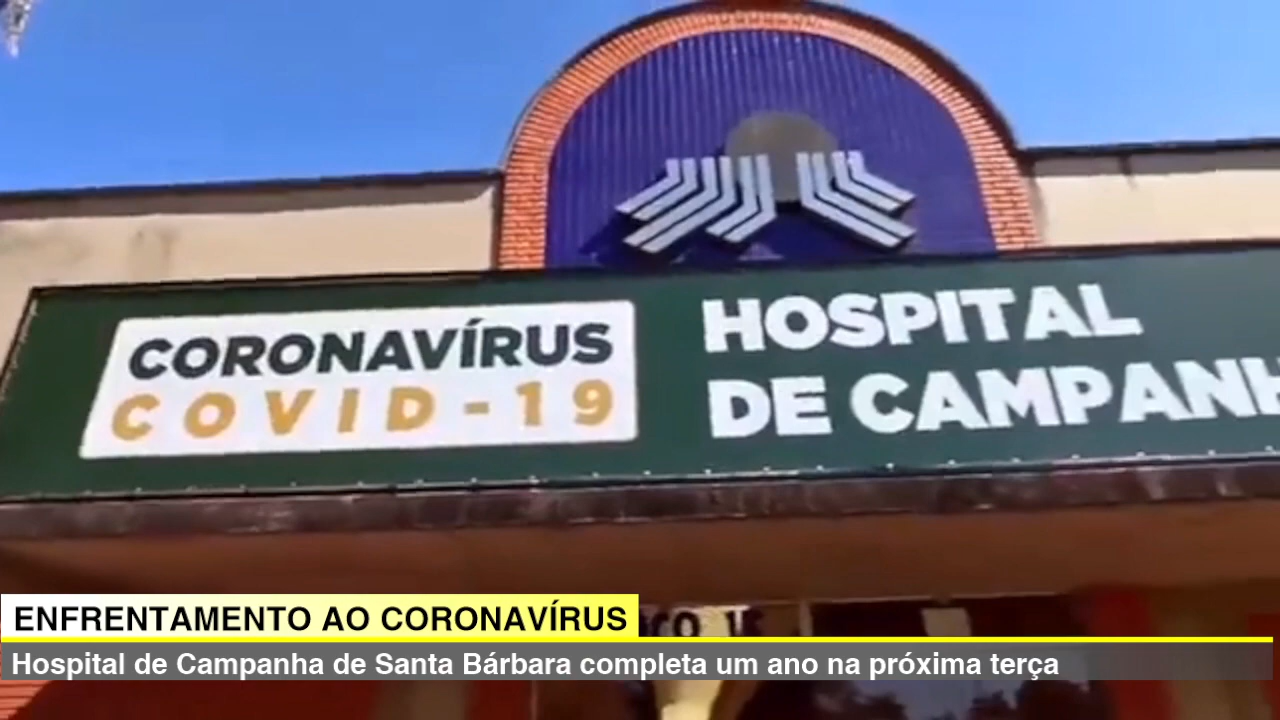 CORONAVÍRUS
COVID-19
HOSPITAL
DE CAMPANH
ENFRENTAMENTO AO CORONAVÍRUS
Hospital de Campanha de Santa Bárbara completa um ano na próxima terça